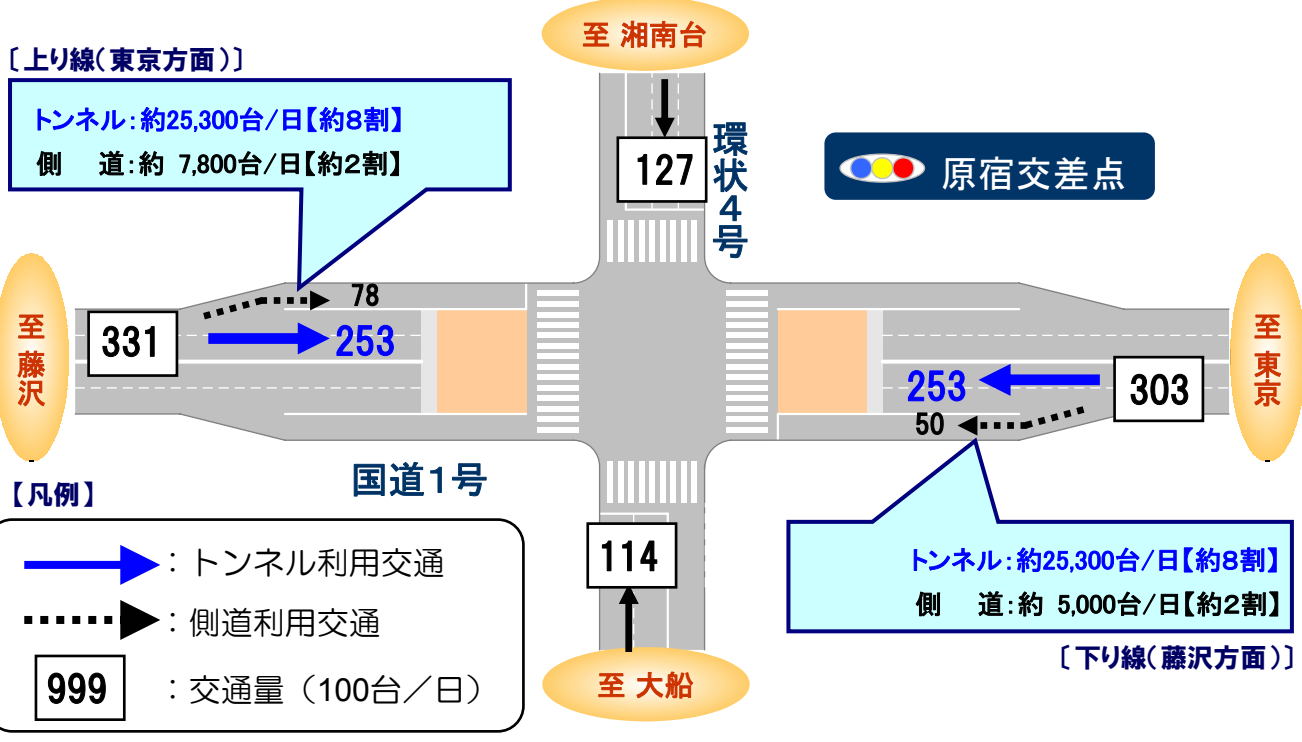 至 湘南台
〔上り線(東京方面)〕
トンネル:約25,300台/日【約8割】
側 道:約 7,800台/日【約2割】
127
環状4号
原宿交差点
至 藤沢
331
78
253
253
50
303
至 東京
国道1号
【凡例】
:トンネル利用交通
:側道利用交通
999
:交通量(100台/日)
114
至 大船
トンネル:約25,300台/日【約8割】
側 道:約 5,000台/日【約2割】
〔下り線(藤沢方面)〕